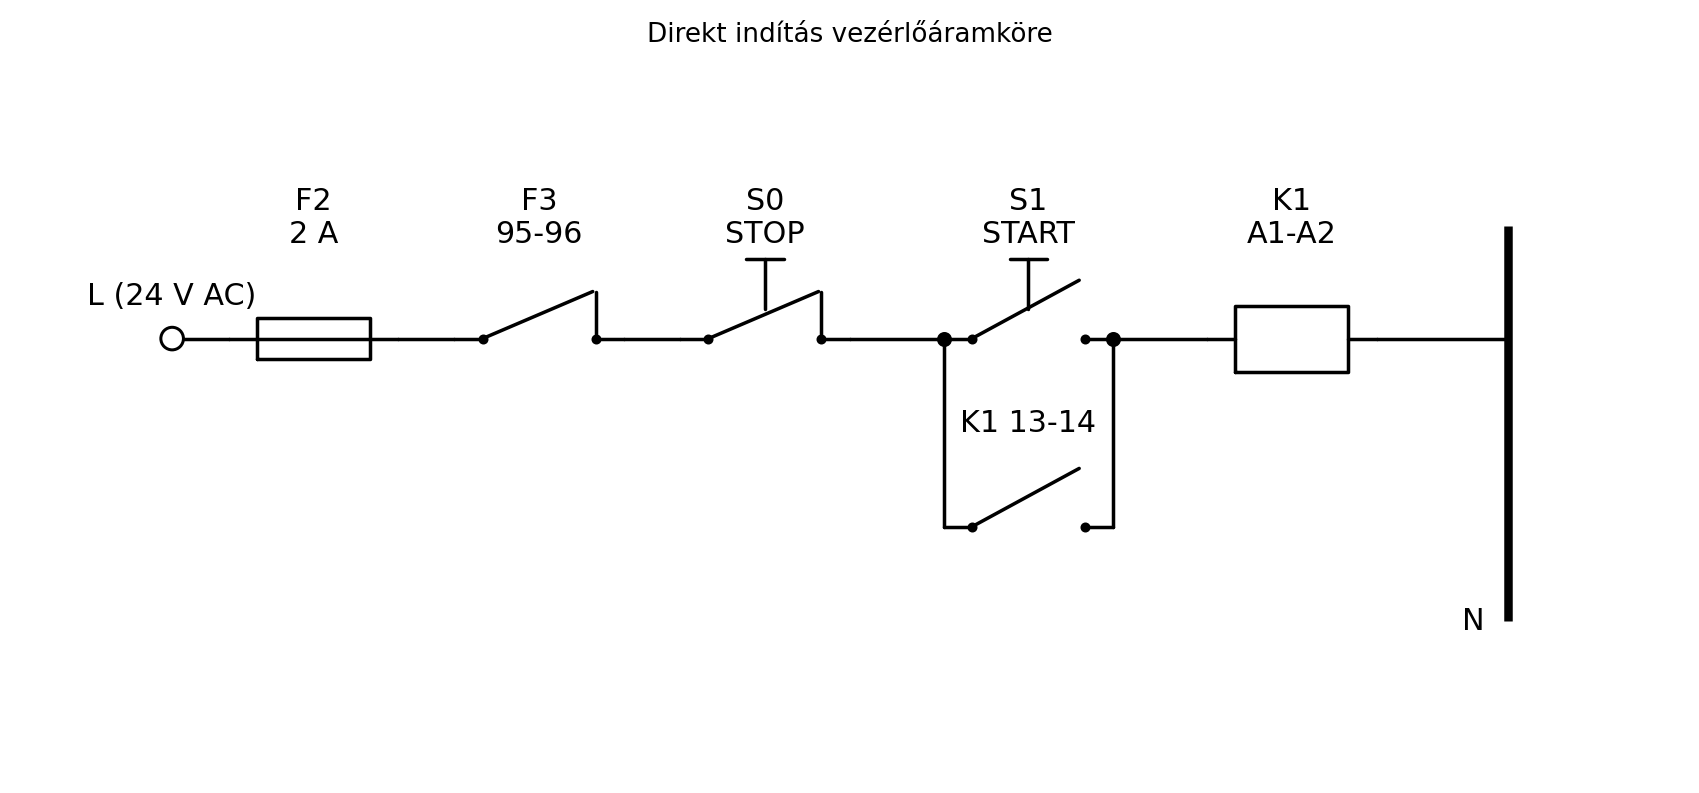 Direkt indítás vezérlőáramköre
F2
2 A
F3
95-96
S0
STOP
S1
START
K1
A1-A2
L (24 V AC)
K1 13-14
N